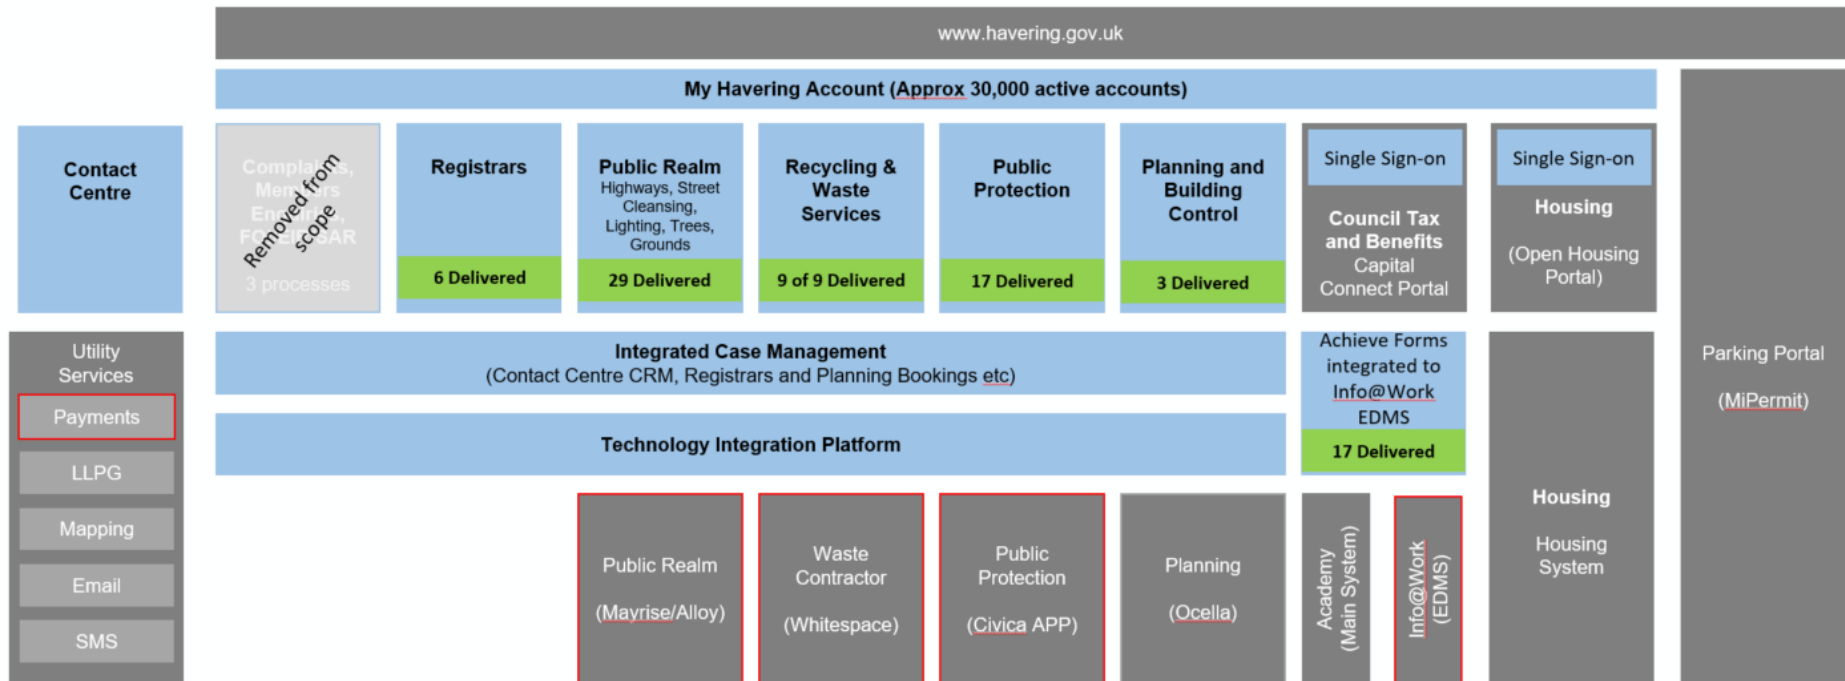 www.havering.gov.uk
My Havering Account (Approx 30,000 active accounts)
Contact
Centre
Complaints,
Members
Enquiries,
FOI/EIR/SAR
3 processes
Removed from
scope
Registrars
6 Delivered
Public Realm
Highways, Street
Cleansing,
Lighting, Trees,
Grounds
29 Delivered
Recycling &
Waste
Services
9 of 9 Delivered
Public
Protection
17 Delivered
Planning and
Building
Control
3 Delivered
Single Sign-on
Council Tax
and Benefits
Capital
Connect Portal
Single Sign-on
Housing
(Open Housing
Portal)
Parking Portal
(MiPermit)
Utility
Services
Payments
LLPG
Mapping
Email
SMS
Integrated Case Management
(Contact Centre CRM, Registrars and Planning Bookings etc)
Technology Integration Platform
Achieve Forms
integrated to
Info@Work
EDMS
17 Delivered
Public Realm
(Mayrise/Alloy)
Waste
Contractor
(Whitespace)
Public
Protection
(Civica APP)
Planning
(Ocella)
Academy
(Main System)
Info@Work
(EDMS)
Housing
Housing
System